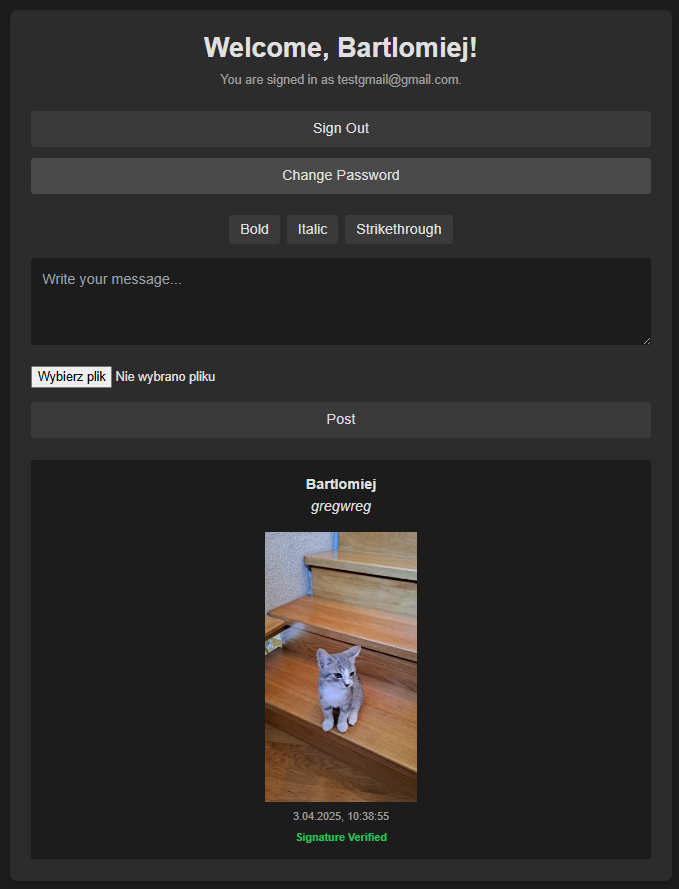 Welcome, Bartlomiej!
You are signed in as testgmail@gmail.com.
Sign Out
Change Password
Bold Italic Strikethrough
Write your message...
Wybierz plik Nie wybrano pliku
Post
Bartlomiej
gregwreg
3.04.2025, 10:38:55
Signature Verified